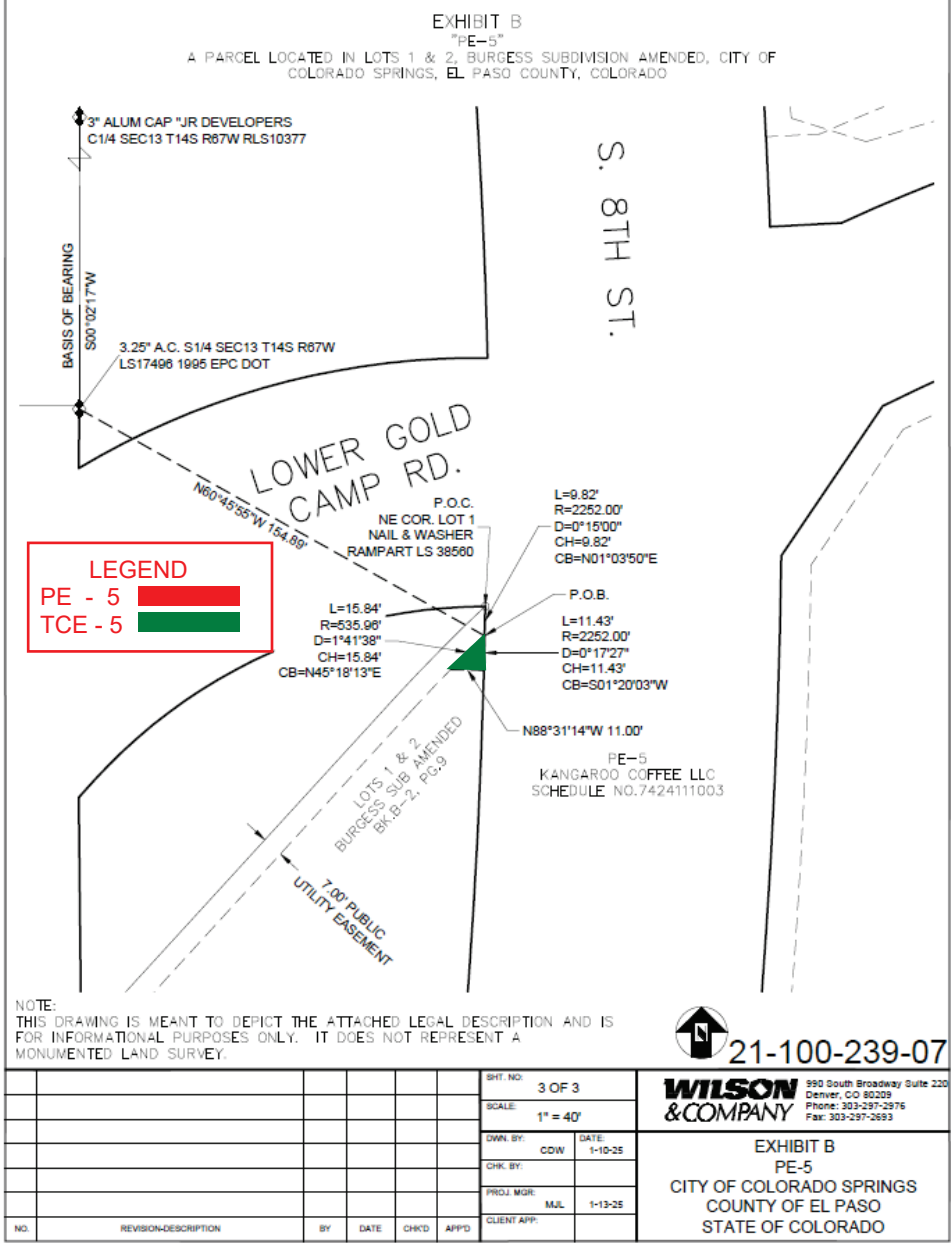 EXHIBIT B
"PE-5"
A PARCEL LOCATED IN LOTS 1 & 2, BURGESS SUBDIVISION AMENDED, CITY OF
COLORADO SPRINGS, EL PASO COUNTY, COLORADO
3" ALUM CAP "JR DEVELOPERS
C1/4 SEC13 T14S R67W RLS10377
S. 8TH ST.
BASIS OF BEARING
S00°02'17"W
3.25" A.C. S1/4 SEC13 T14S R67W
LS17496 1995 EPC DOT
LOWER GOLD
CAMP RD.
N60°45'55"W 154.89'
P.O.C.
NE COR. LOT 1
NAIL & WASHER
RAMPART LS 38560
L=9.82'
R=2252.00'
D=0°15'00"
CH=9.82'
CB=N01°03'50"E
P.O.B.
LEGEND
PE - 5
TCE - 5
L=15.84'
R=535.96'
D=1°41'38"
CH=15.84'
CB=N45°18'13"E
L=11.43'
R=2252.00'
D=0°17'27"
CH=11.43'
CB=S01°20'03"W
N88°31'14"W 11.00'
PE-5
KANGAROO COFFEE LLC
SCHEDULE NO.7424111003
LOTS 1 & 2
BURGESS SUB AMENDED
BK.B-2, PG.9
7.00' PUBLIC
UTILITY EASEMENT
NOTE:
THIS DRAWING IS MEANT TO DEPICT THE ATTACHED LEGAL DESCRIPTION AND IS
FOR INFORMATIONAL PURPOSES ONLY. IT DOES NOT REPRESENT A
MONUMENTED LAND SURVEY.
N
21-100-239-07
SHT. NO:
3 OF 3
SCALE:
1" = 40'
DWN. BY:
CDW
DATE:
1-10-25
CHK. BY:
PROJ. MGR:
MJL
1-13-25
CLIENT APP:
NO.
REVISION-DESCRIPTION
BY
DATE
CHK'D
APP'D
WILSON
&COMPANY
990 South Broadway Suite 220
Denver, CO 80209
Phone: 303-297-2976
Fax: 303-297-2693
EXHIBIT B
PE-5
CITY OF COLORADO SPRINGS
COUNTY OF EL PASO
STATE OF COLORADO